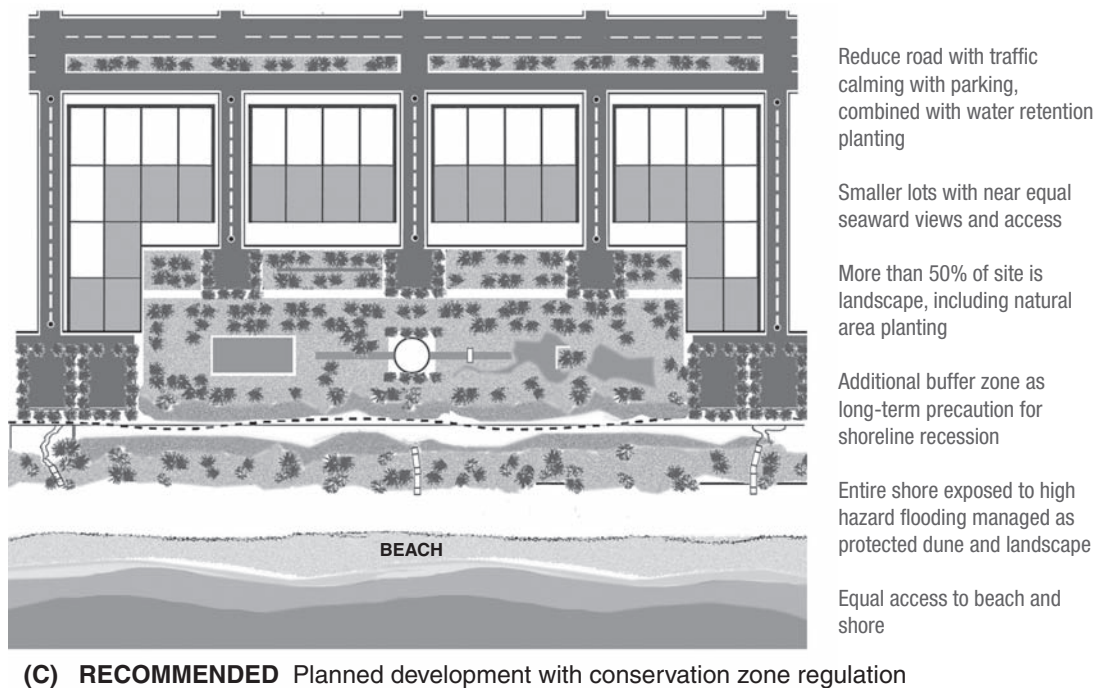 Reduce road with traffic
calming with parking,
combined with water retention
planting
Smaller lots with near equal
seaward views and access
More than 50% of site is
landscape, including natural
area planting
Additional buffer zone as
long-term precaution for
shoreline recession
Entire shore exposed to high
hazard flooding managed as
protected dune and landscape
Equal access to beach and
shore
BEACH
(C) RECOMMENDED Planned development with conservation zone regulation